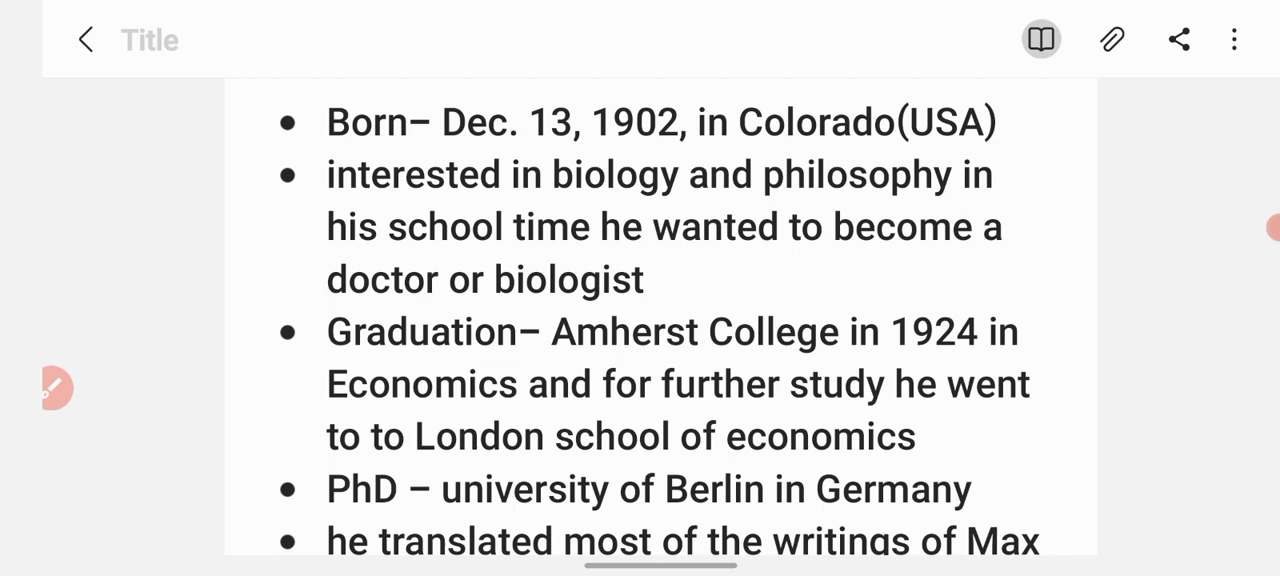 Title
Born– Dec. 13, 1902, in Colorado(USA)
interested in biology and philosophy in
his school time he wanted to become a
doctor or biologist
Graduation– Amherst College in 1924 in
Economics and for further study he went
to to London school of economics
PhD – university of Berlin in Germany
he translated most of the writings of Max